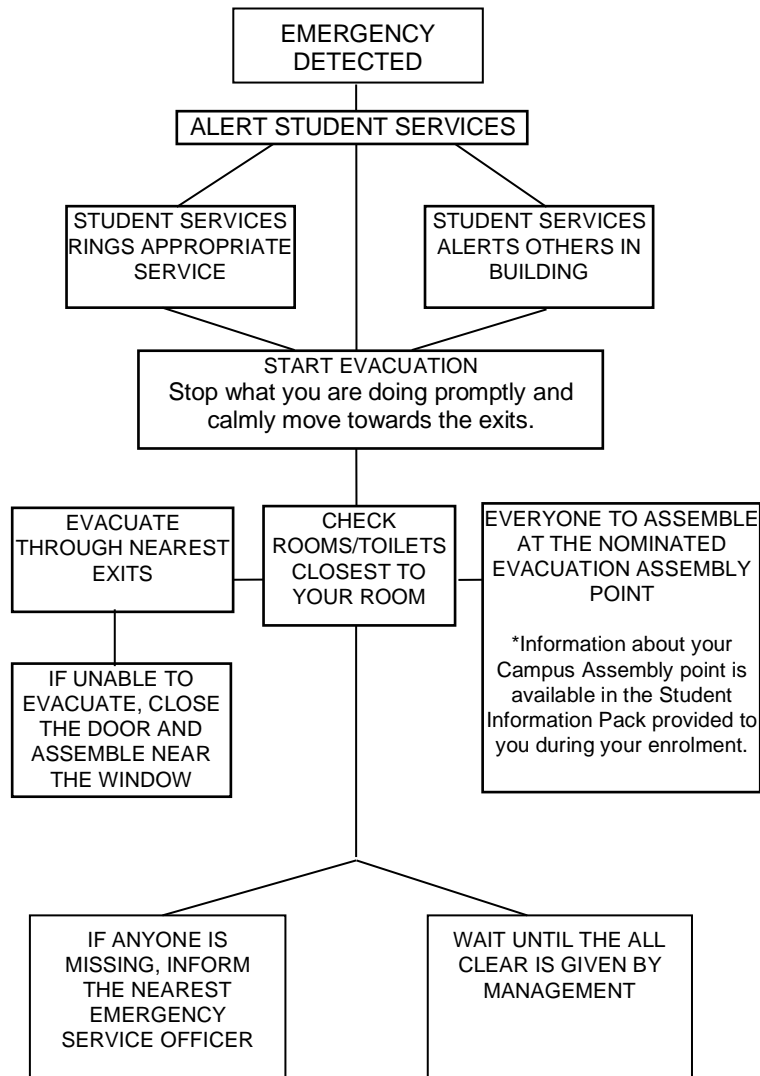 EMERGENCY
DETECTED
ALERT STUDENT SERVICES
STUDENT SERVICES
RINGS APPROPRIATE
SERVICE
STUDENT SERVICES
ALERTS OTHERS IN
BUILDING
START EVACUATION
Stop what you are doing promptly and
calmly move towards the exits.
EVACUATE
THROUGH NEAREST
EXITS
CHECK
ROOMS/TOILETS
CLOSEST TO
YOUR ROOM
EVERYONE TO ASSEMBLE
AT THE NOMINATED
EVACUATION ASSEMBLY
POINT
*Information about your
Campus Assembly point is
available in the Student
Information Pack provided to
you during your enrolment.
IF UNABLE TO
EVACUATE, CLOSE
THE DOOR AND
ASSEMBLE NEAR
THE WINDOW
IF ANYONE IS
MISSING, INFORM
THE NEAREST
EMERGENCY
SERVICE OFFICER
WAIT UNTIL THE ALL
CLEAR IS GIVEN BY
MANAGEMENT